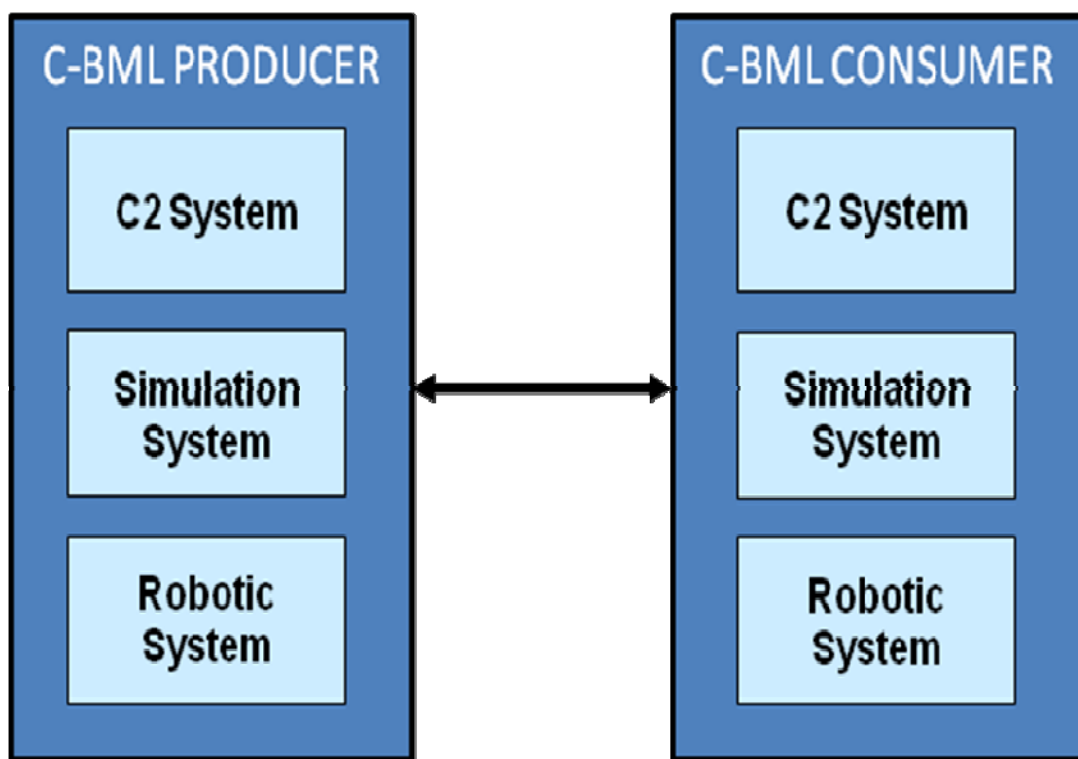 C-BML PRODUCER
C2 System
Simulation
System
Robotic
System
C-BML CONSUMER
C2 System
Simulation
System
Robotic
System